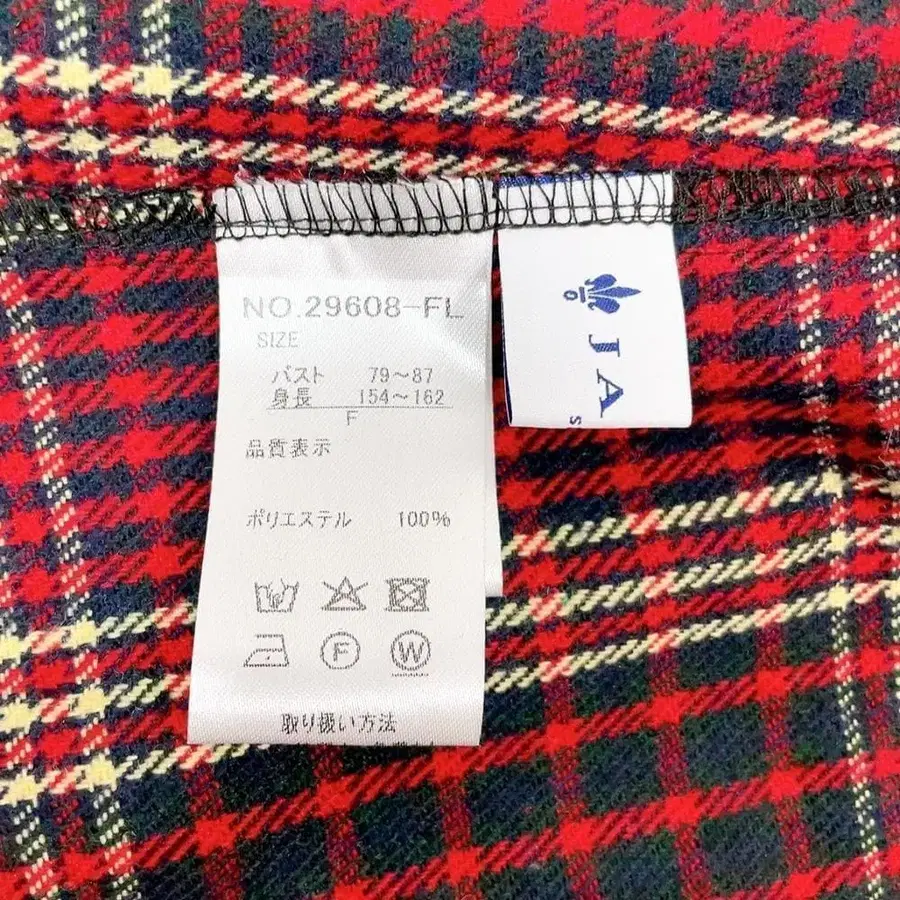 NO.29608-FL
SIZE
バスト 79～87
身長 154～162
F
品質表示
ポリエステル 100%
F
W
取り扱い方法
JA
S